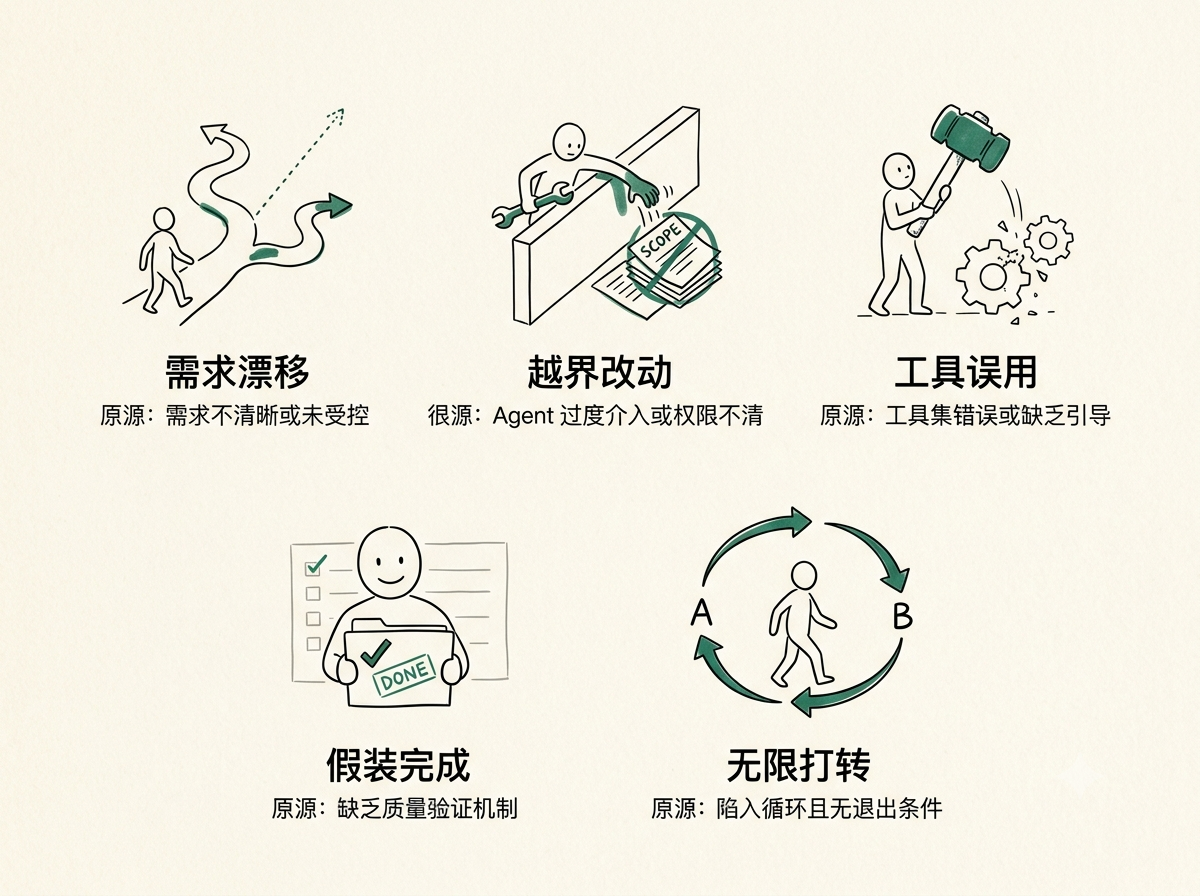 SCOPE
需求漂移
原源：需求不清晰或未受控
越界改动
很源：Agent 过度介入或权限不清
工具误用
原源：工具集错误或缺乏引导
DONE
假装完成
原源：缺乏质量验证机制
A
B
无限打转
原源：陷入循环且无退出条件